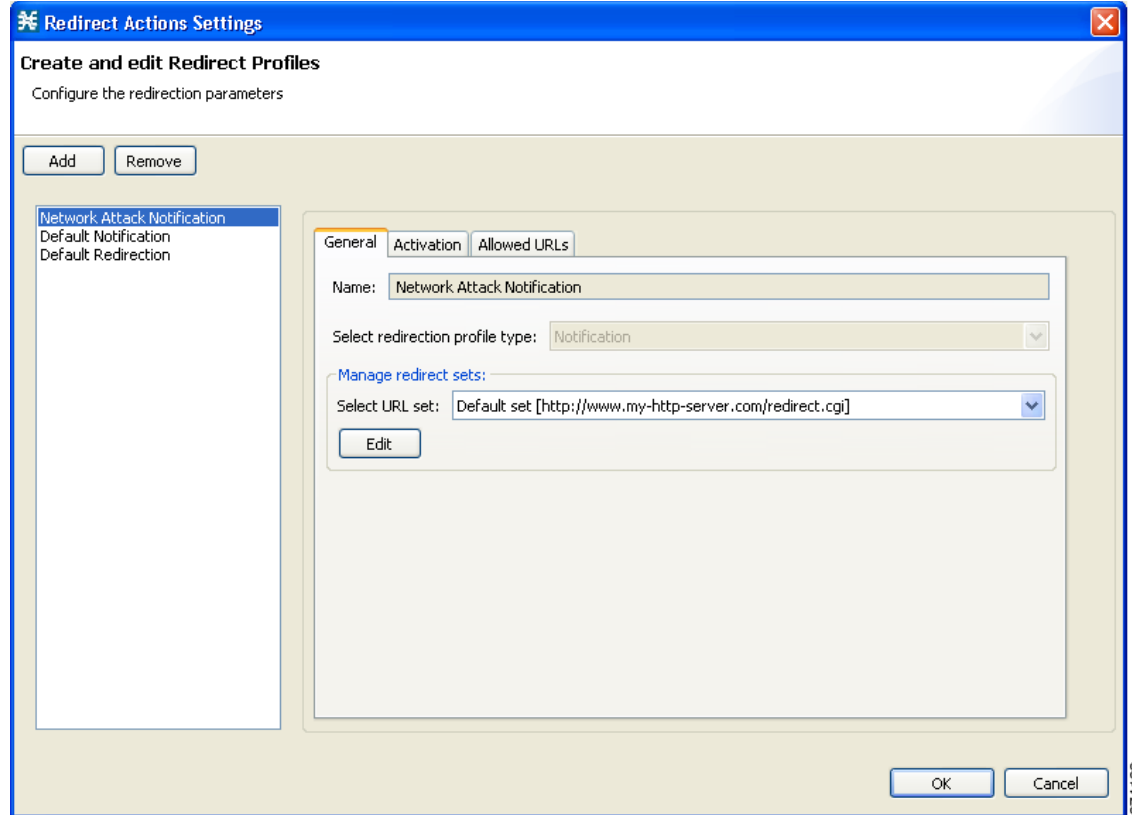 Redirect Actions Settings
Create and edit Redirect Profiles
Configure the redirection parameters
Add Remove
Network Attack Notification
Default Notification
Default Redirection
General Activation Allowed URLs
Name: Network Attack Notification
Select redirection profile type: Notification
Manage redirect sets:
Select URL set: Default set [http://www.my-http-server.com/redirect.cgi]
Edit
OK Cancel